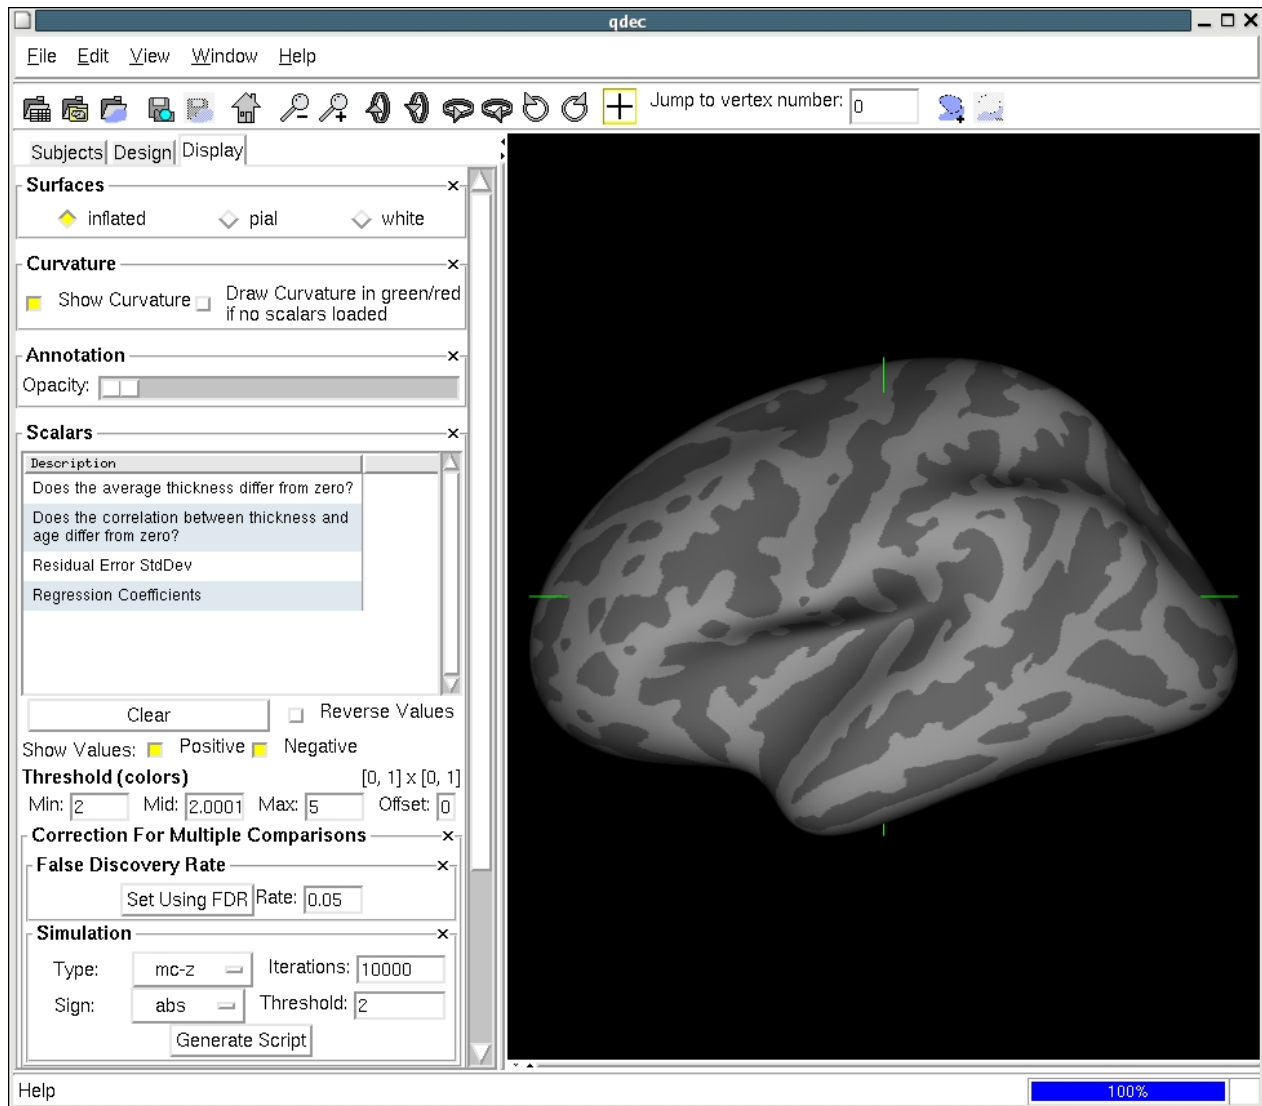 qdec
File Edit View Window Help
Jump to vertex number: 0
Subjects Design Display
Surfaces
inflated pial white
Curvature
Show Curvature Draw Curvature in green/red
if no scalars loaded
Annotation
Opacity:
Scalars
Description
Does the average thickness differ from zero?
Does the correlation between thickness and
age differ from zero?
Residual Error StdDev
Regression Coefficients
Clear Reverse Values
Show Values: Positive Negative
Threshold (colors) [0, 1] x [0, 1]
Min: 2 Mid: 2.0001 Max: 5 Offset: 0
Correction For Multiple Comparisons
False Discovery Rate
Set Using FDR Rate: 0.05
Simulation
Type: mc-z Iterations: 10000
Sign: abs Threshold: 2
Generate Script
Help 100%